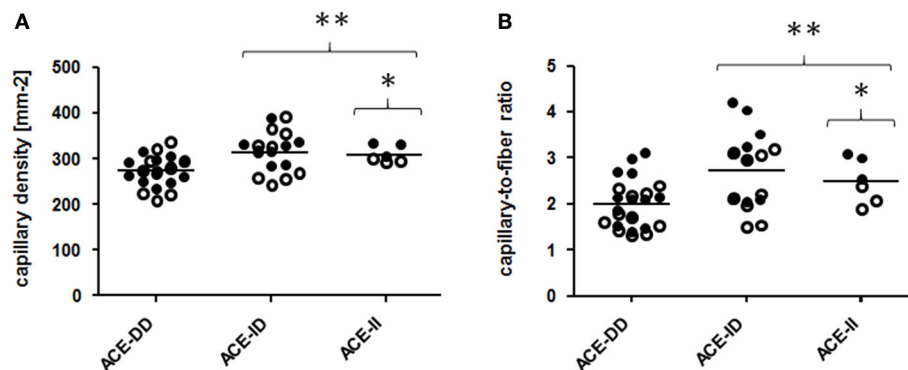 A
capillary density [mm-2]
500
400
300
200
100
0
**
*
ACE-DD
ACE-ID
ACE-II
B
capillary-to-fiber ratio
5
4
3
2
1
0
**
*
ACE-DD
ACE-ID
ACE-II